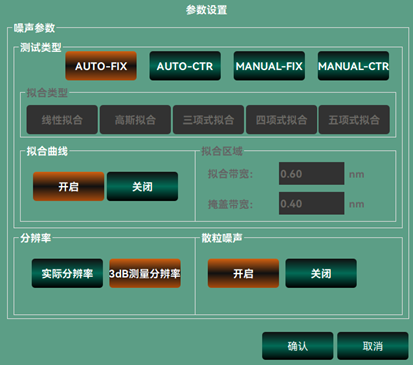 参数设置
噪声参数
测试类型
AUTO-FIX AUTO-CTR MANUAL-FIX MANUAL-CTR
拟合类型
线性拟合 高斯拟合 三项式拟合 四项式拟合 五项式拟合
拟合曲线 拟合区域
开启 关闭 拟合带宽： 0.60 nm
掩盖带宽： 0.40 nm
分辨率 散粒噪声
实际分辨率 3dB测量分辨率 开启 关闭
确认 取消